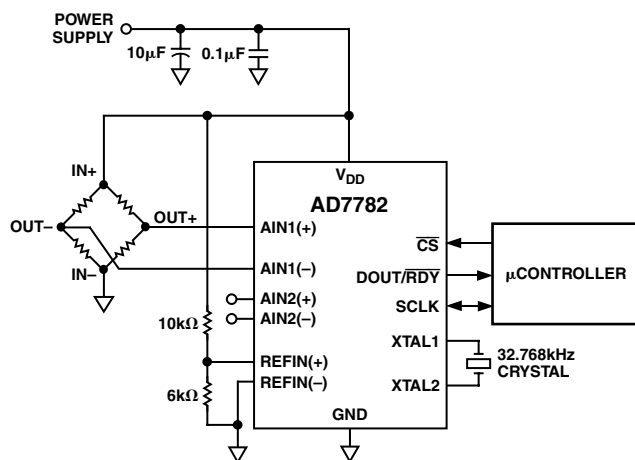 POWER
SUPPLY
10μF
0.1μF
IN+
OUT–
OUT+
IN–
VDD
AD7782
AIN1(+)
AIN1(–)
AIN2(+)
AIN2(–)
REFIN(+)
REFIN(–)
10kΩ
6kΩ
GND
CS
DOUT/RDY
SCLK
XTAL1
XTAL2
μCONTROLLER
32.768kHz
CRYSTAL